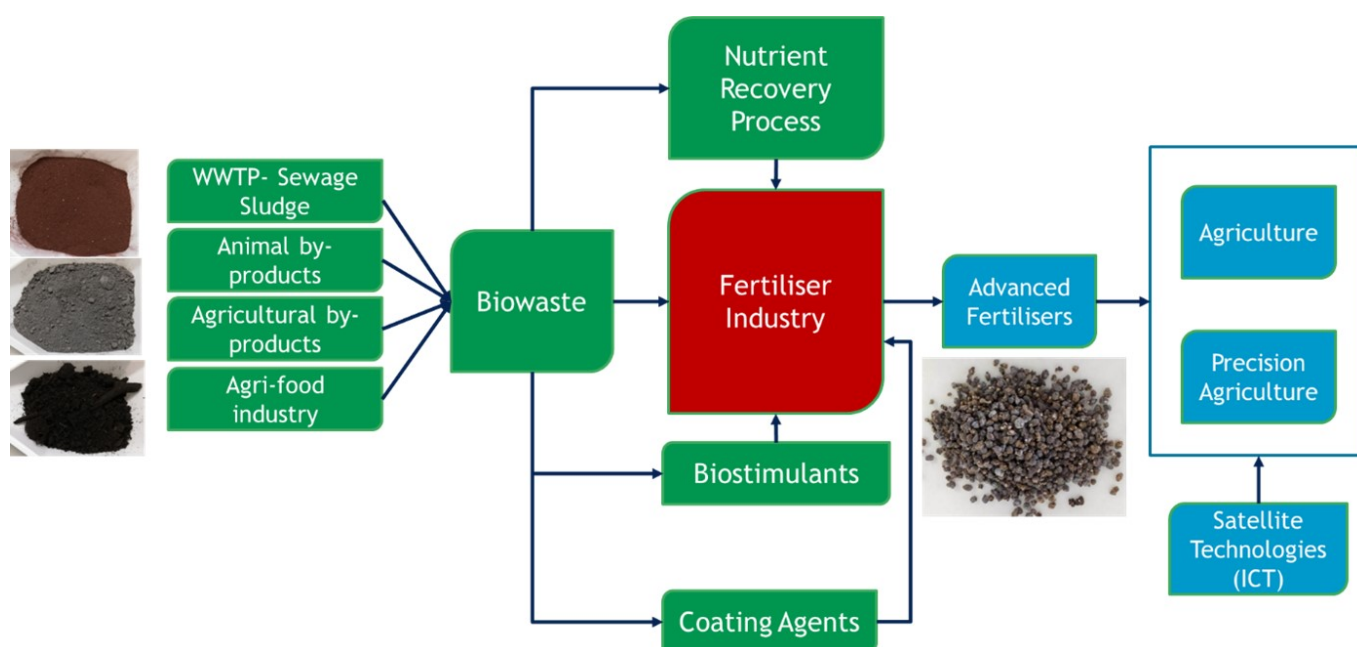 Nutrient
Recovery
Process
WWTP- Sewage
Sludge
Animal by-
products
Agricultural by-
products
Agri-food
industry
Biowaste
Fertiliser
Industry
Advanced
Fertilisers
Agriculture
Precision
Agriculture
Biostimulants
Satellite
Technologies
(ICT)
Coating Agents